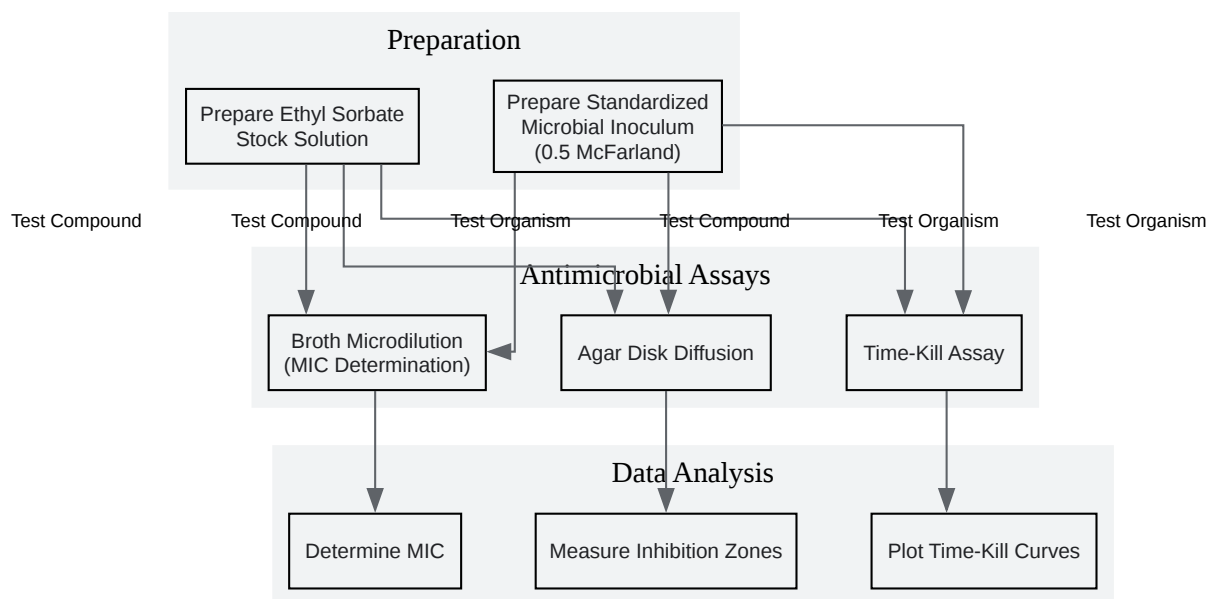 Preparation
Prepare Ethyl Sorbate
Stock Solution
Prepare Standardized
Microbial Inoculum
(0.5 McFarland)
Test Compound
Test Compound
Test Organism
Test Compound
Test Organism
Test Organism
Antimicrobial Assays
Broth Microdilution
(MIC Determination)
Agar Disk Diffusion
Time-Kill Assay
Data Analysis
Determine MIC
Measure Inhibition Zones
Plot Time-Kill Curves